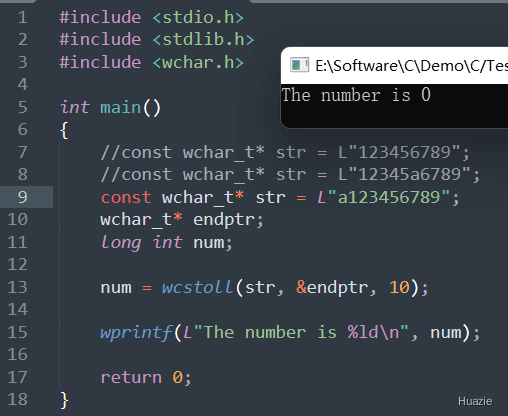 1 #include <stdio.h>
2 #include <stdlib.h>
3 #include <wchar.h>
4
5 int main()
6 {
7 //const wchar_t* str = L"123456789";
8 //const wchar_t* str = L"12345a6789";
9 const wchar_t* str = L"a123456789";
10 wchar_t* endptr;
11 long int num;
12
13 num = wcstoll(str, &endptr, 10);
14
15 wprintf(L"The number is %ld\n", num);
16
17 return 0;
18 }
E:\Software\C\Demo\C/Tes
The number is 0
Huazie